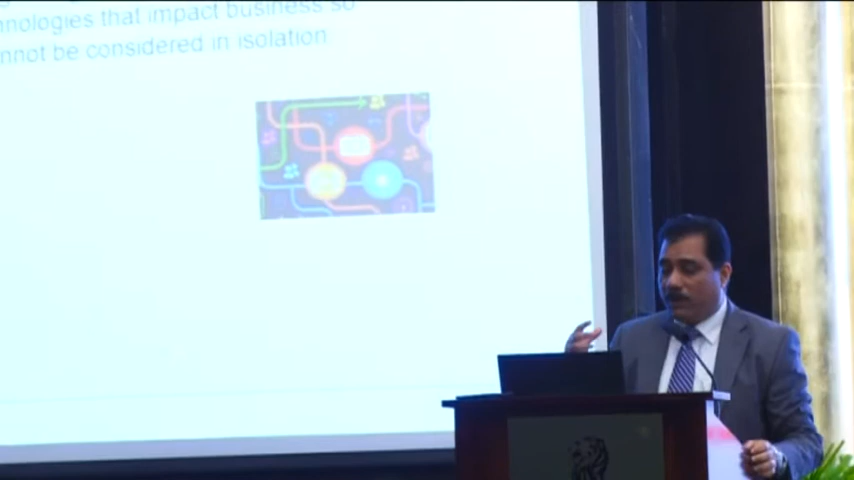 nologies that impact business so
nnot be considered in isolation